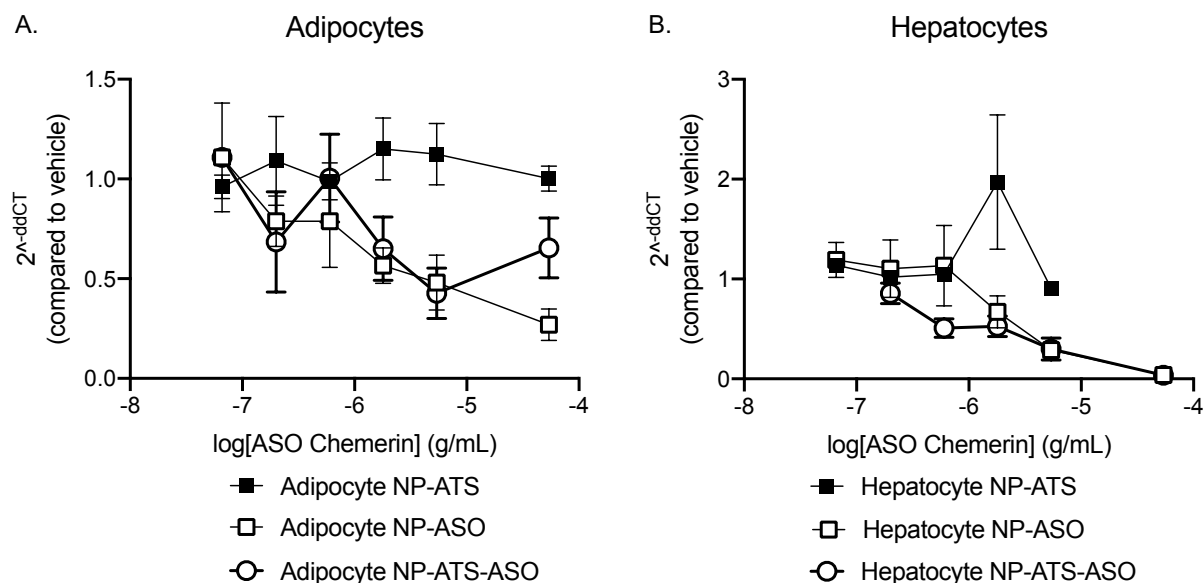 A.
Adipocytes
2^-ddCT
(compared to vehicle)
1.5
1.0
0.5
0.0
-8
-7
-6
-5
-4
log[ASO Chemerin] (g/mL)
Adipocyte NP-ATS
Adipocyte NP-ASO
Adipocyte NP-ATS-ASO
B.
Hepatocytes
2^-ddCT
(compared to vehicle)
3
2
1
0
-8
-7
-6
-5
-4
log[ASO Chemerin] (g/mL)
Hepatocyte NP-ATS
Hepatocyte NP-ASO
Hepatocyte NP-ATS-ASO